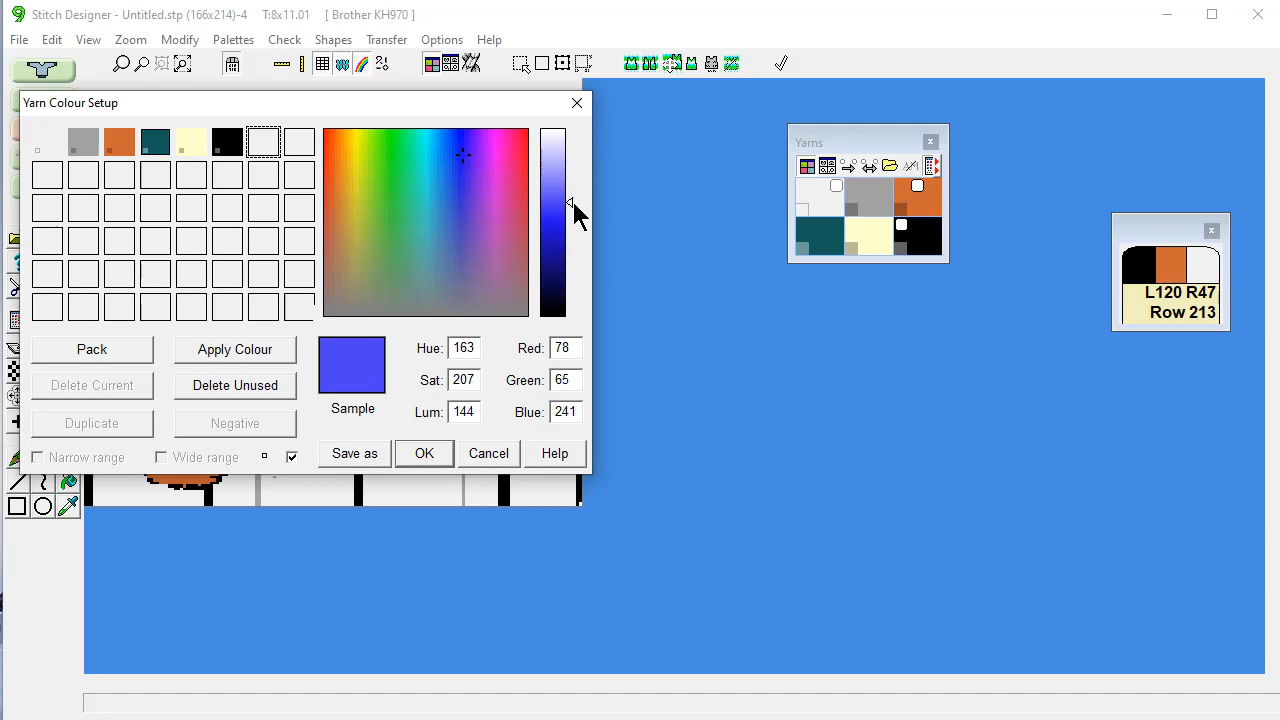 Stitch Designer - Untitled.stp (166x214)-4 T:8x11.01 [ Brother KH970 ]
File Edit View Zoom Modify Palettes Check Shapes Transfer Options Help
Yarn Colour Setup
Yarns
L120 R47
Row 213
Pack Apply Colour
Hue: 163 Red: 78
Delete Current Delete Unused
Sat: 207 Green: 65
Sample
Lum: 144 Blue: 241
Duplicate Negative
Narrow range Wide range
Save as OK Cancel Help